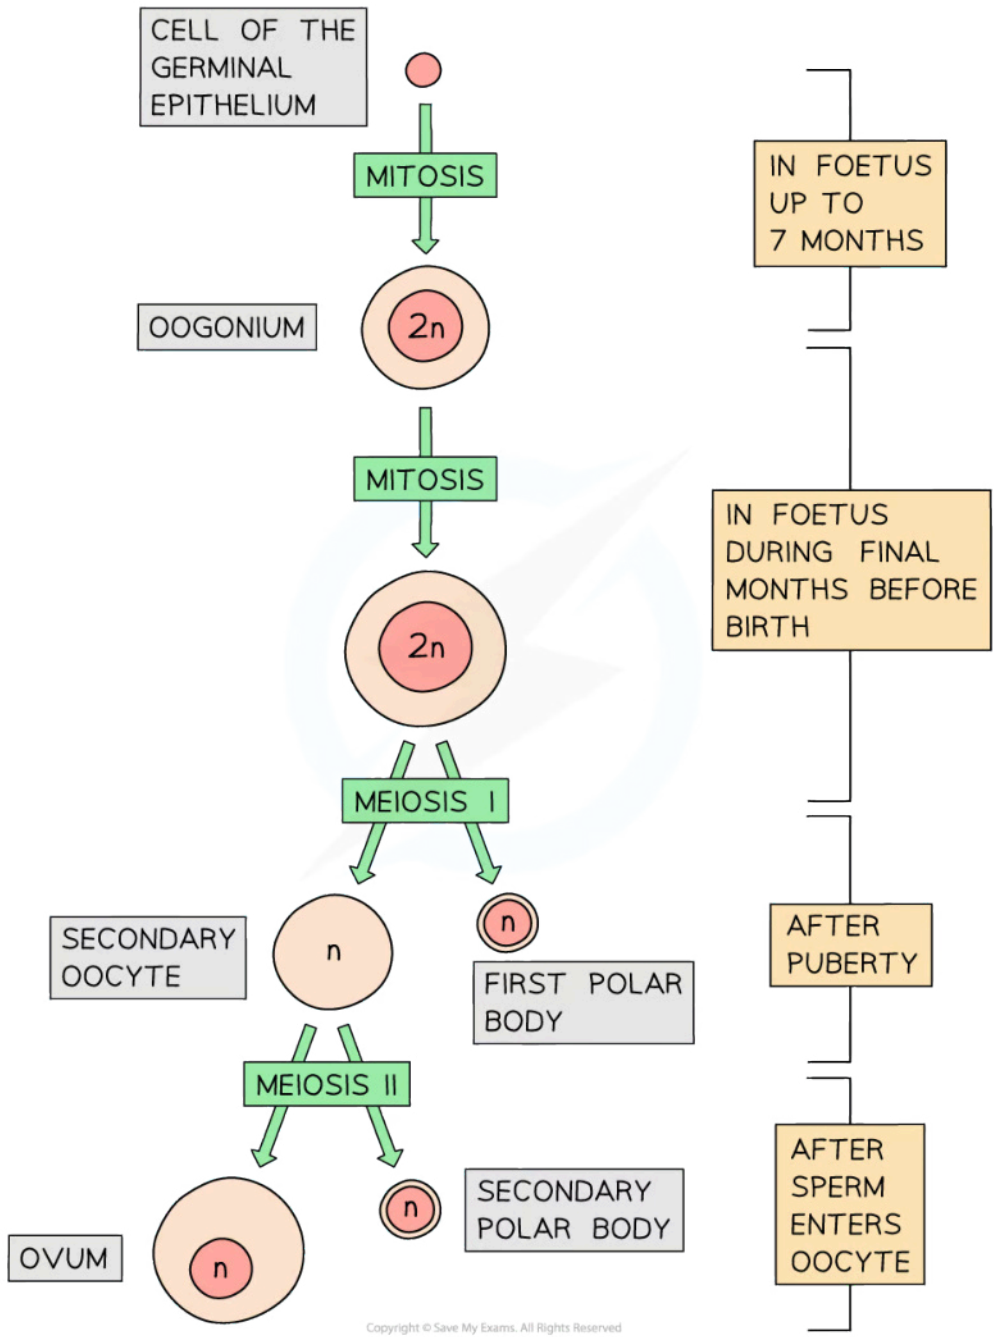 CELL OF THE
GERMINAL
EPITHELIUM
MITOSIS
IN FOETUS
UP TO
7 MONTHS
OOGONIUM
2n
MITOSIS
IN FOETUS
DURING FINAL
MONTHS BEFORE
BIRTH
2n
MEIOSIS I
SECONDARY
OOCYTE
n
n
FIRST POLAR
BODY
AFTER
PUBERTY
MEIOSIS II
OVUM
n
n
SECONDARY
POLAR BODY
AFTER
SPERM
ENTERS
OOCYTE
Copyright © Save My Exams. All Rights Reserved